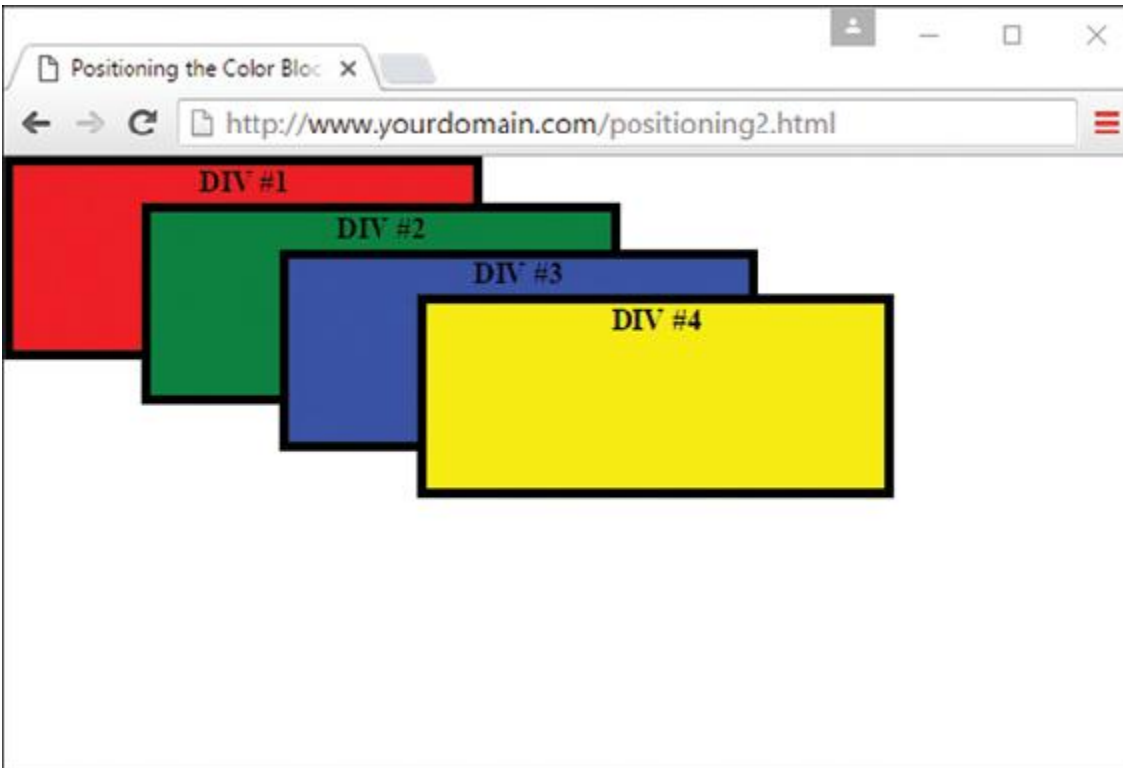 Positioning the Color Bloc
http://www.yourdomain.com/positioning2.html
DIV #1
DIV #2
DIV #3
DIV #4